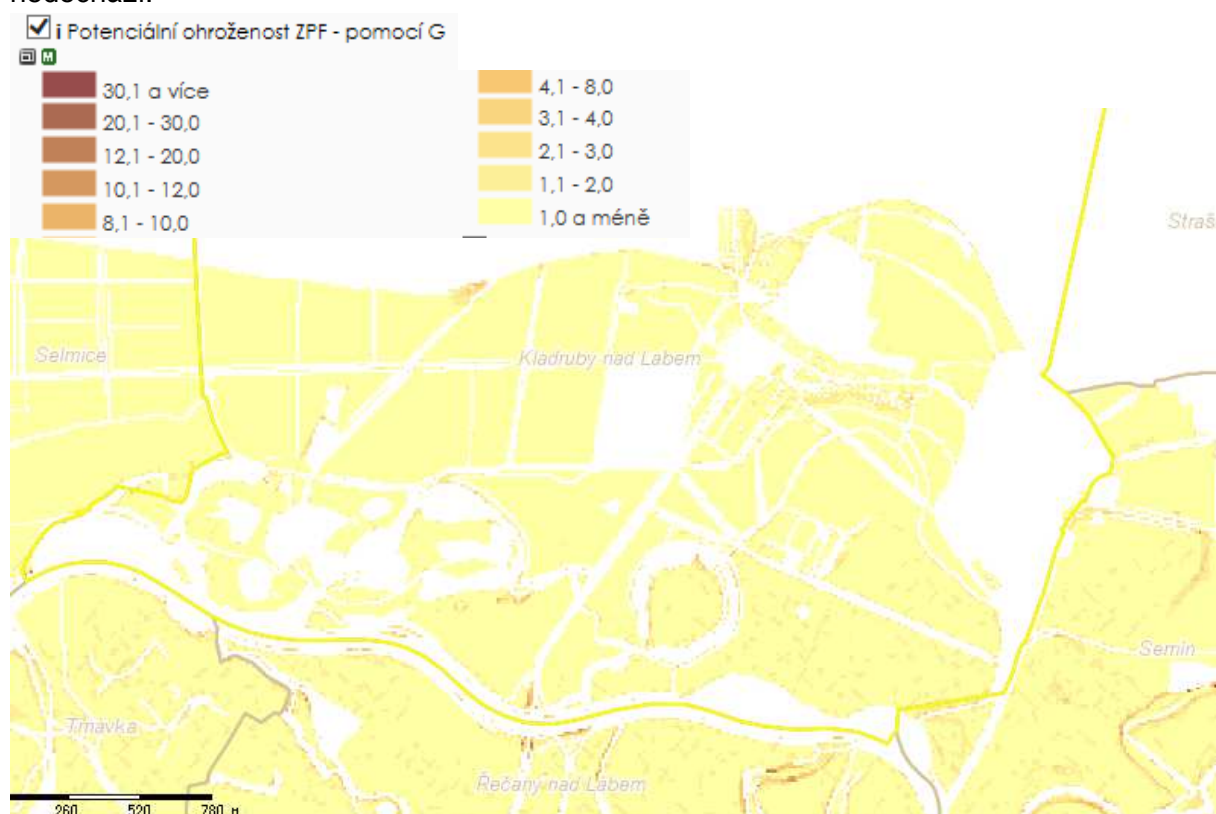 i Potenciální ohroženost ZPF - pomocí G
M
30,1 a více
20,1 - 30,0
12,1 - 20,0
10,1 - 12,0
8,1 - 10,0
4,1 - 8,0
3,1 - 4,0
2,1 - 3,0
1,1 - 2,0
1,0 a méně
Straš
Selmice
Kladruby nad Labem
Semín
Trnávka
Řečany nad Labem
260 520 780 M